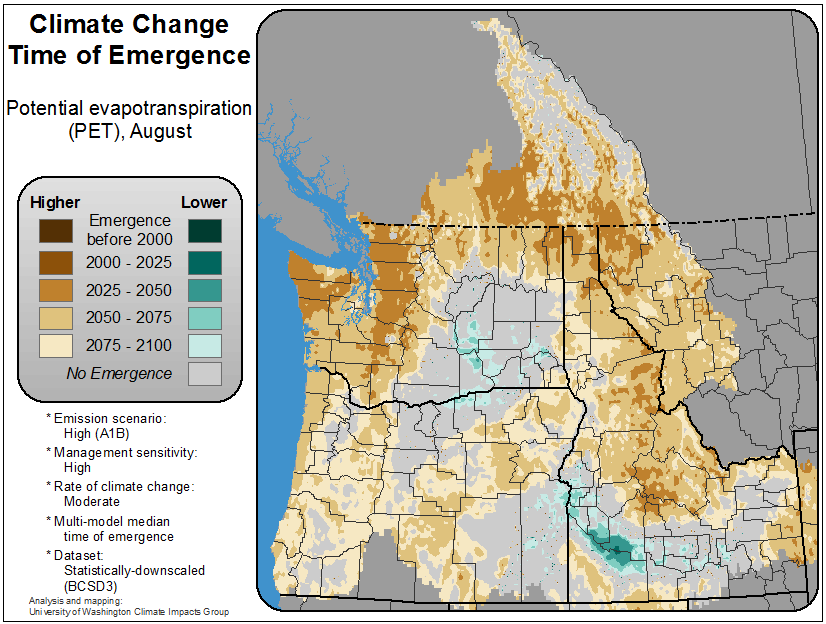 Climate Change
Time of Emergence
Potential evapotranspiration
(PET), August
Higher Lower
Emergence
before 2000
2000 - 2025
2025 - 2050
2050 - 2075
2075 - 2100
No Emergence
* Emission scenario:
High (A1B)
* Management sensitivity:
High
* Rate of climate change:
Moderate
* Multi-model median
time of emergence
* Dataset:
Statistically-downscaled
(BCSD3)
Analysis and mapping:
University of Washington Climate Impacts Group